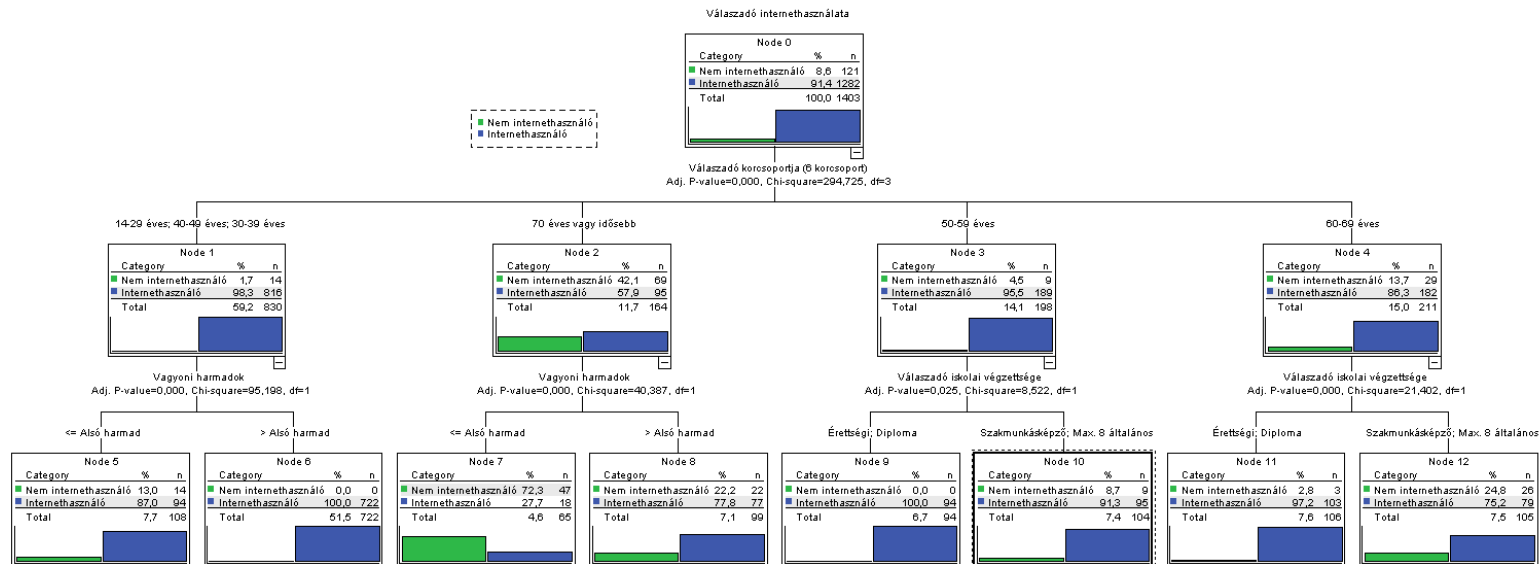 Válaszadó internethasználata
Node 0
Category % n
Nem internethasználó 8,6 121
Internethasználó 91,4 1282
Total 100,0 1403
Nem internethasználó
Internethasználó
Válaszadó korcsoportja (6 korcsoport)
Adj. P-value=0,000, Chi-square=294,725, df=3
14-29 éves; 40-49 éves; 30-39 éves
70 éves vagy idősebb
50-59 éves
60-69 éves
Node 1
Category % n
Nem internethasználó 1,7 14
Internethasználó 98,3 816
Total 59,2 830
Node 2
Category % n
Nem internethasználó 42,1 69
Internethasználó 57,9 95
Total 11,7 164
Node 3
Category % n
Nem internethasználó 4,5 9
Internethasználó 95,5 189
Total 14,1 198
Node 4
Category % n
Nem internethasználó 13,7 29
Internethasználó 86,3 182
Total 15,0 211
Vagyoni harmadok
Adj. P-value=0,000, Chi-square=95,198, df=1
Vagyoni harmadok
Adj. P-value=0,000, Chi-square=40,387, df=1
Válaszadó iskolai végzettsége
Adj. P-value=0,025, Chi-square=8,522, df=1
Válaszadó iskolai végzettsége
Adj. P-value=0,000, Chi-square=21,402, df=1
<= Alsó harmad
> Alsó harmad
<= Alsó harmad
> Alsó harmad
Érettségi; Diploma
Szakmunkásképző; Max. 8 általános
Érettségi; Diploma
Szakmunkásképző; Max. 8 általános
Node 5
Category % n
Nem internethasználó 13,0 14
Internethasználó 87,0 94
Total 7,7 108
Node 6
Category % n
Nem internethasználó 0,0 0
Internethasználó 100,0 722
Total 51,5 722
Node 7
Category % n
Nem internethasználó 72,3 47
Internethasználó 27,7 18
Total 4,6 65
Node 8
Category % n
Nem internethasználó 22,2 22
Internethasználó 77,8 77
Total 7,1 99
Node 9
Category % n
Nem internethasználó 0,0 0
Internethasználó 100,0 94
Total 6,7 94
Node 10
Category % n
Nem internethasználó 8,7 9
Internethasználó 91,3 95
Total 7,4 104
Node 11
Category % n
Nem internethasználó 2,8 3
Internethasználó 97,2 103
Total 7,6 106
Node 12
Category % n
Nem internethasználó 24,8 26
Internethasználó 75,2 79
Total 7,5 105